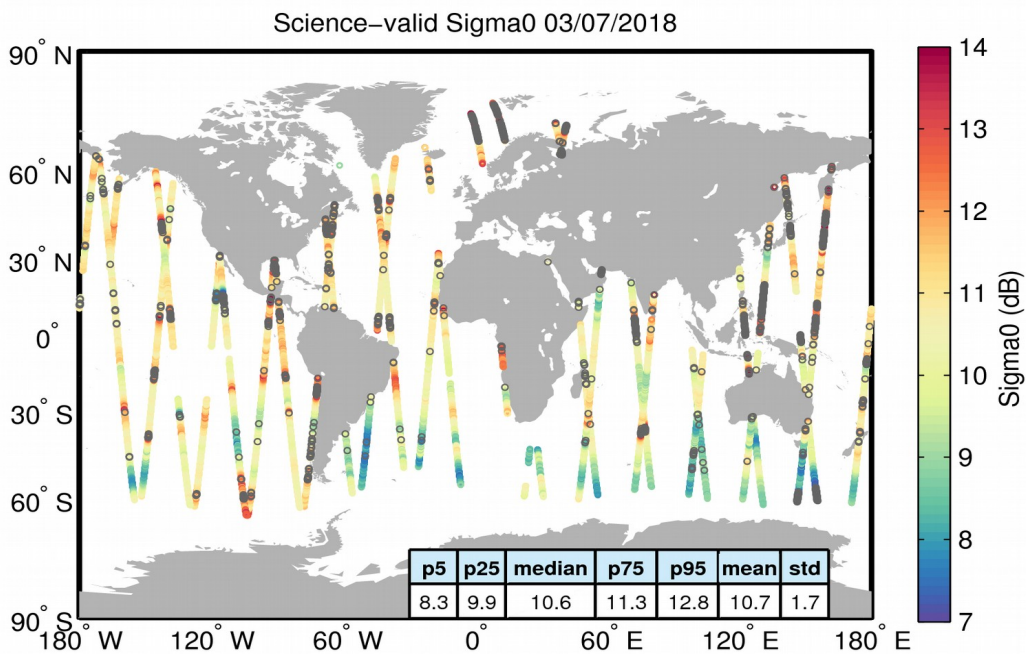 Science−valid Sigma0 03/07/2018
90° N
60° N
30° N
0°
30° S
60° S
90° S
180° W
120° W
60° W
0°
60° E
120° E
180° E
p5 p25 median p75 p95 mean std
8.3 9.9 10.6 11.3 12.8 10.7 1.7
14
13
12
11
10
9
8
7
Sigma0 (dB)